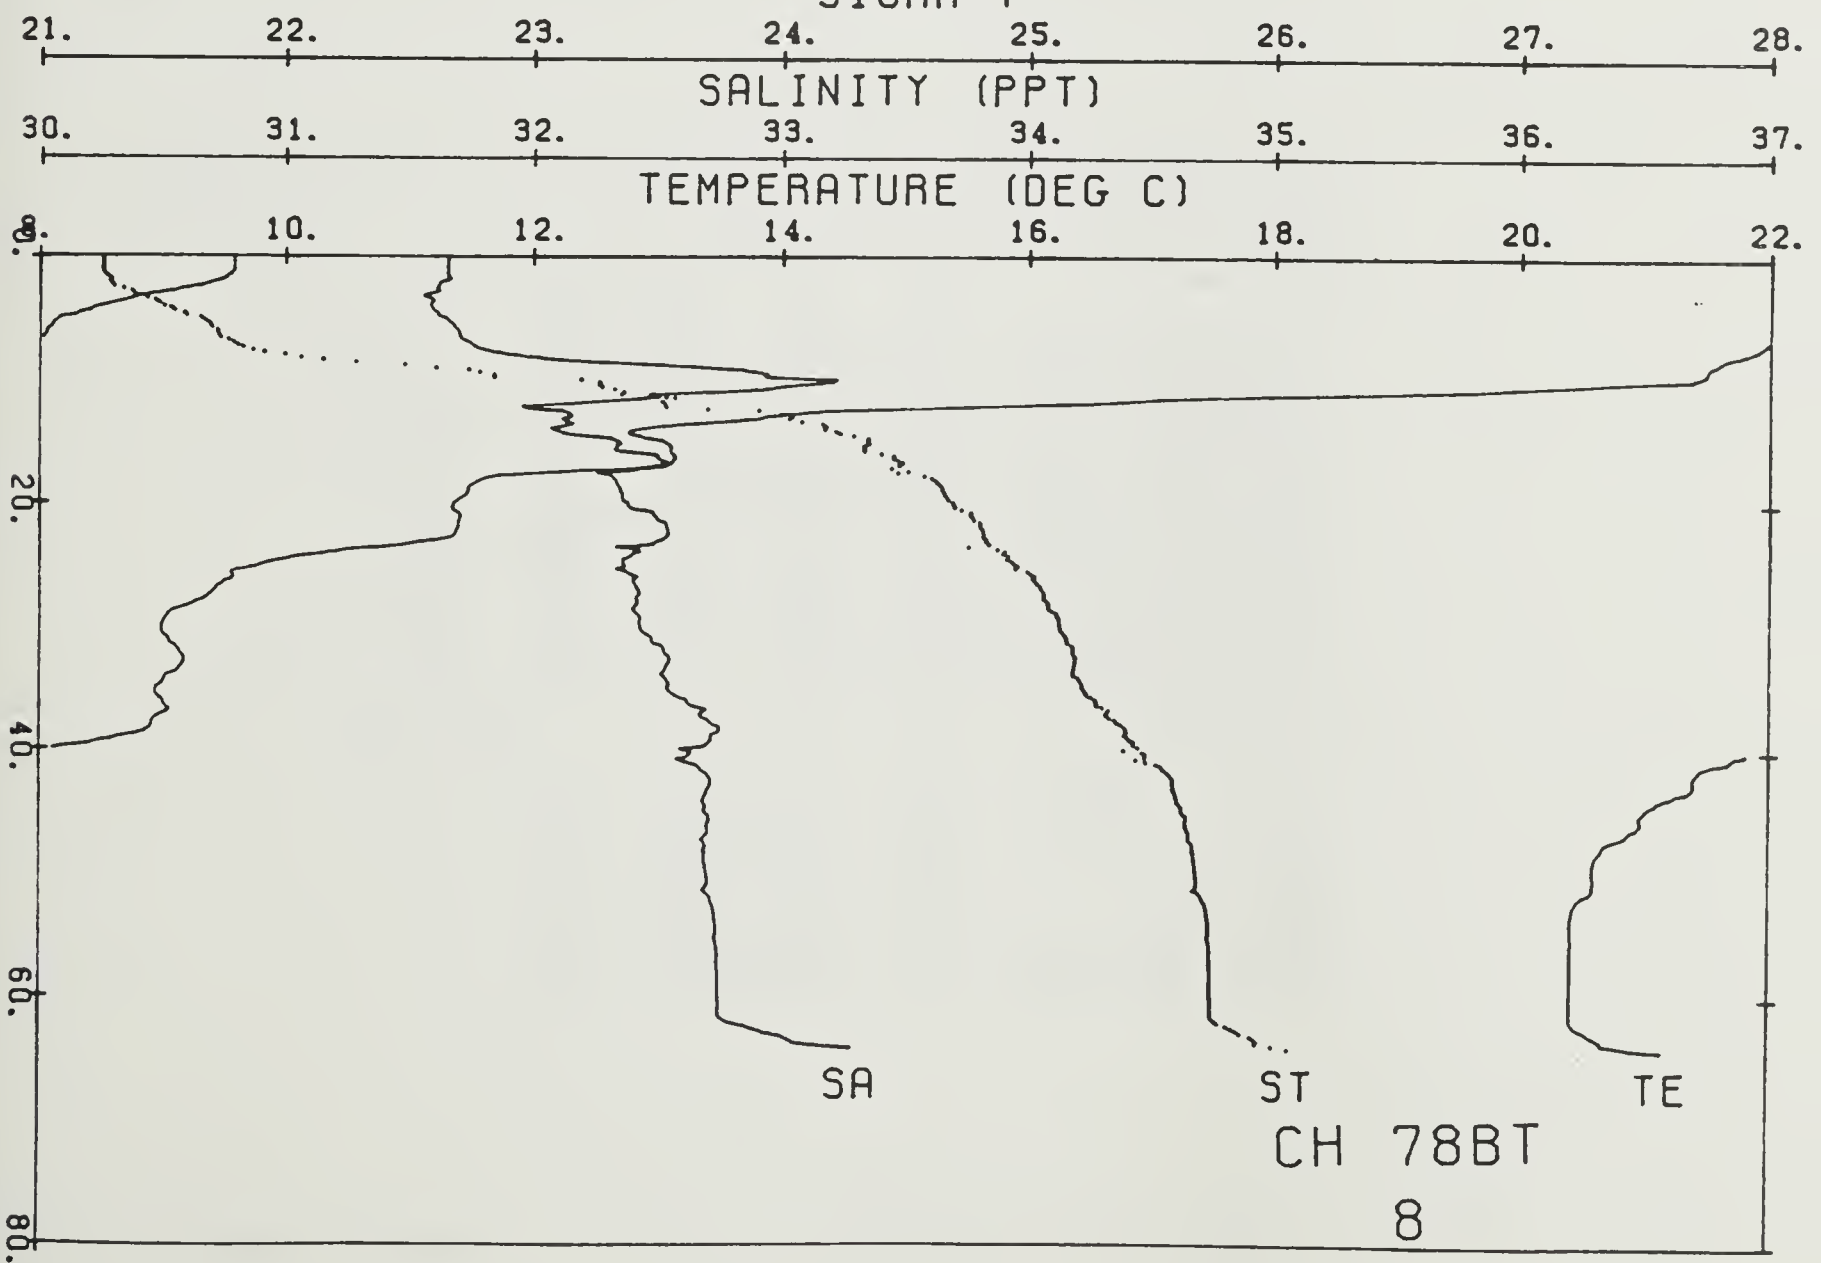 21. 22. 23. 24. 25. 26. 27. 28.
SALINITY (PPT)
30. 31. 32. 33. 34. 35. 36. 37.
TEMPERATURE (DEG C)
8. 10. 12. 14. 16. 18. 20. 22.
0.
20.
40.
60.
80.
SA
ST
TE
CH 78BT
8